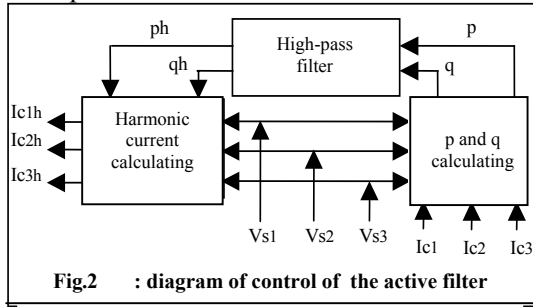 ph
High-pass
filter
p
qh
q
Ic1h
Ic2h
Ic3h
Harmonic
current
calculating
p and q
calculating
Vs1
Vs2
Vs3
Ic1
Ic2
Ic3
Fig.2 : diagram of control of the active filter